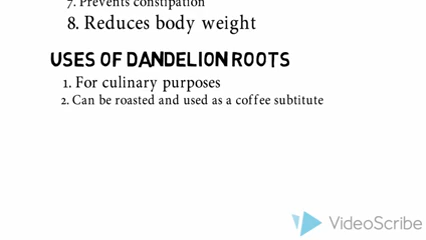 7. Prevents constipation
8. Reduces body weight
USES OF DANDELION ROOTS
1. For culinary purposes
2. Can be roasted and used as a coffee subtitute
VideoScribe